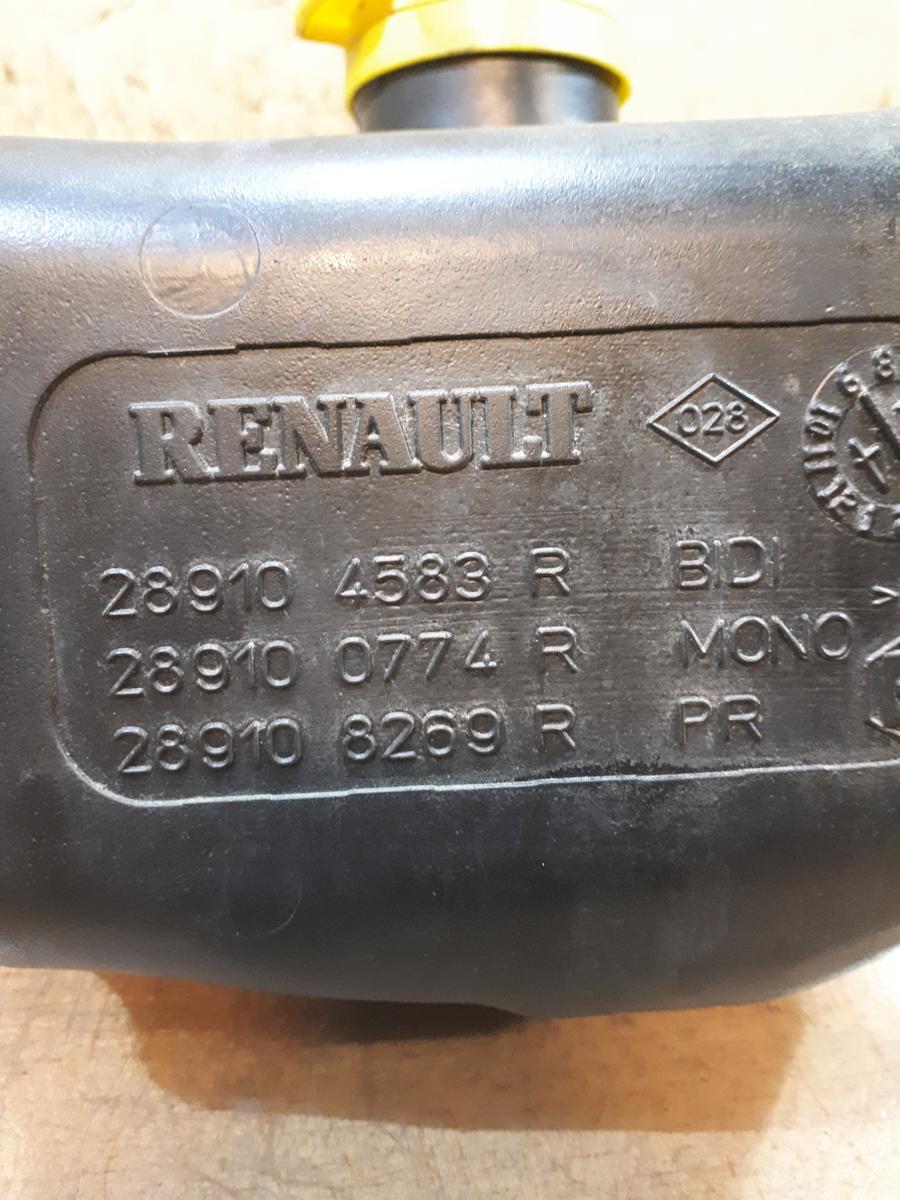 RENAULT
028
28910 4583 R BIDI
28910 0774 R MONO
28910 8269 R PR